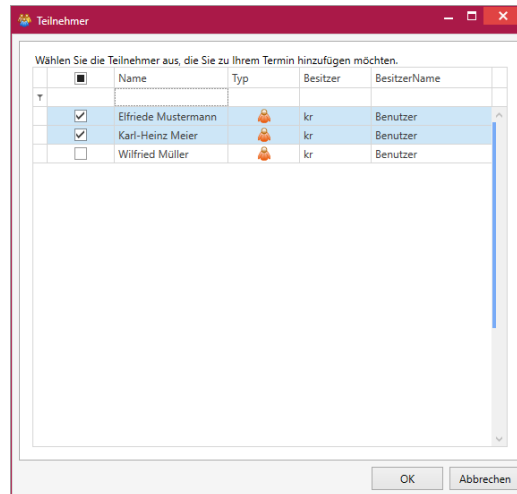 Teilnehmer
Wählen Sie die Teilnehmer aus, die Sie zu Ihrem Termin hinzufügen möchten.
Name Typ Besitzer BesitzerName
Elfriede Mustermann kr Benutzer
Karl-Heinz Meier kr Benutzer
Wilfried Müller kr Benutzer
OK Abbrechen